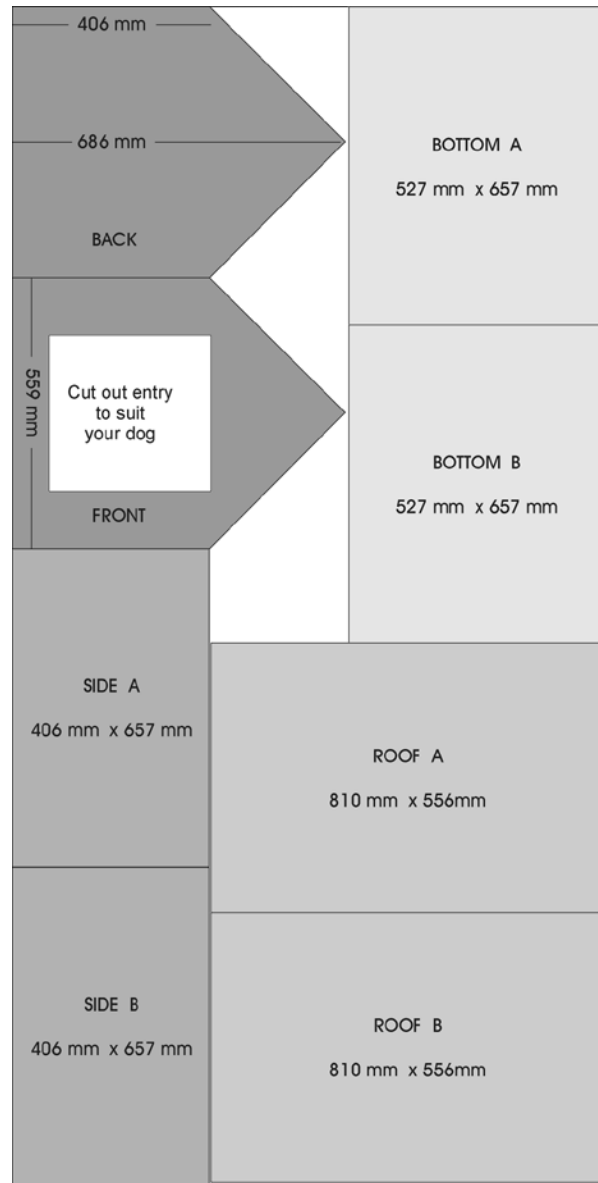 406 mm
686 mm
BACK
BOTTOM A
527 mm x 657 mm
559 mm
Cut out entry
to suit
your dog
FRONT
BOTTOM B
527 mm x 657 mm
SIDE A
406 mm x 657 mm
ROOF A
810 mm x 556mm
SIDE B
406 mm x 657 mm
ROOF B
810 mm x 556mm